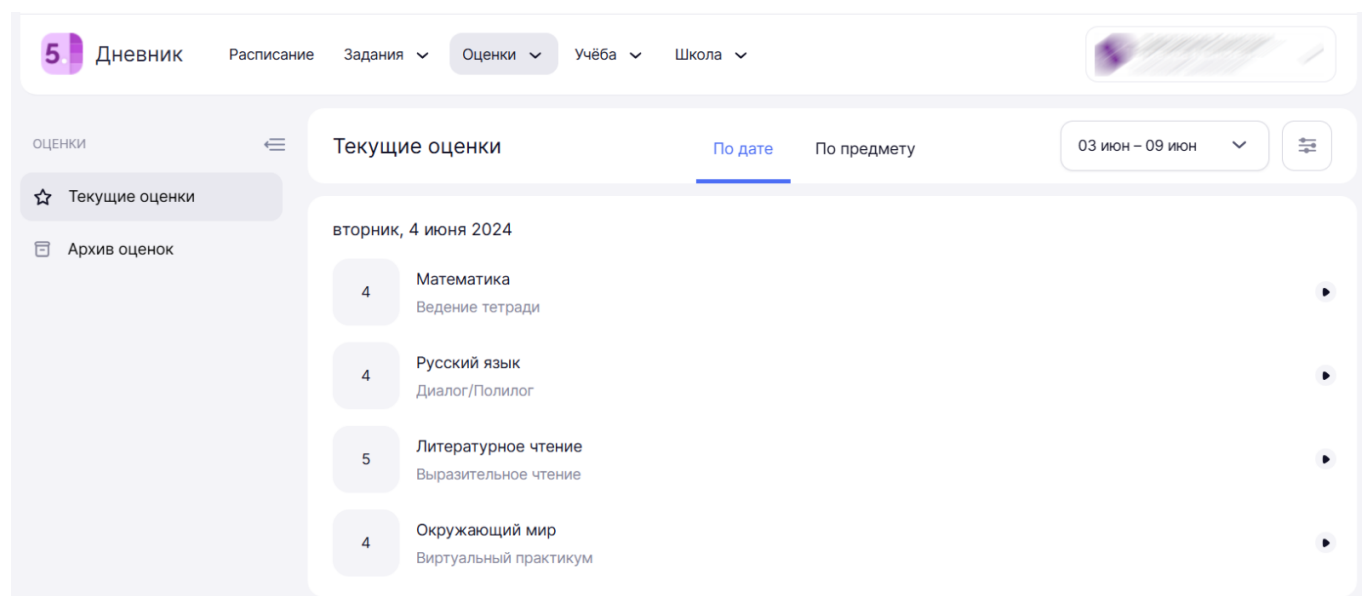 5. Дневник Расписание Задания Оценки Учёба Школа
ОЦЕНКИ
Текущие оценки
Архив оценок
Текущие оценки По дате По предмету 03 июн – 09 июн
вторник, 4 июня 2024
4 Математика
Ведение тетради
4 Русский язык
Диалог/Полилог
5 Литературное чтение
Выразительное чтение
4 Окружающий мир
Виртуальный практикум